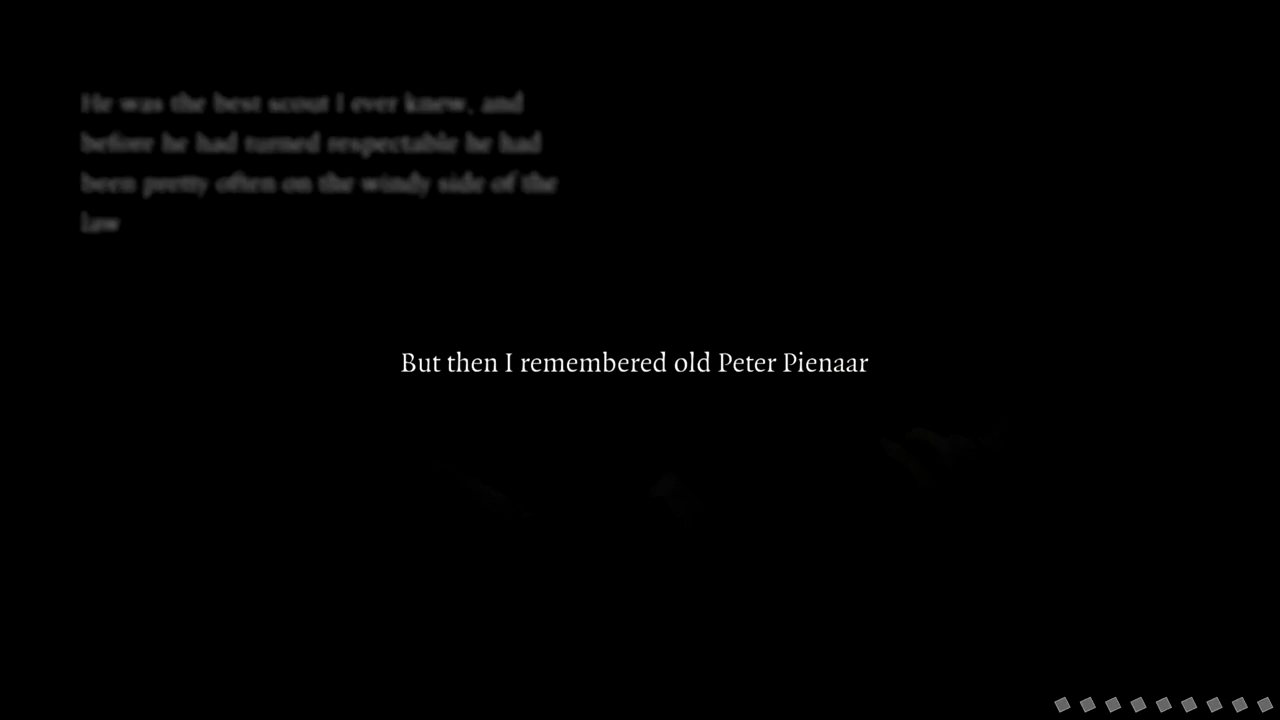 He was the best scout I ever knew, and
before he had turned respectable he had
been pretty often on the windy side of the
law
But then I remembered old Peter Pienaar